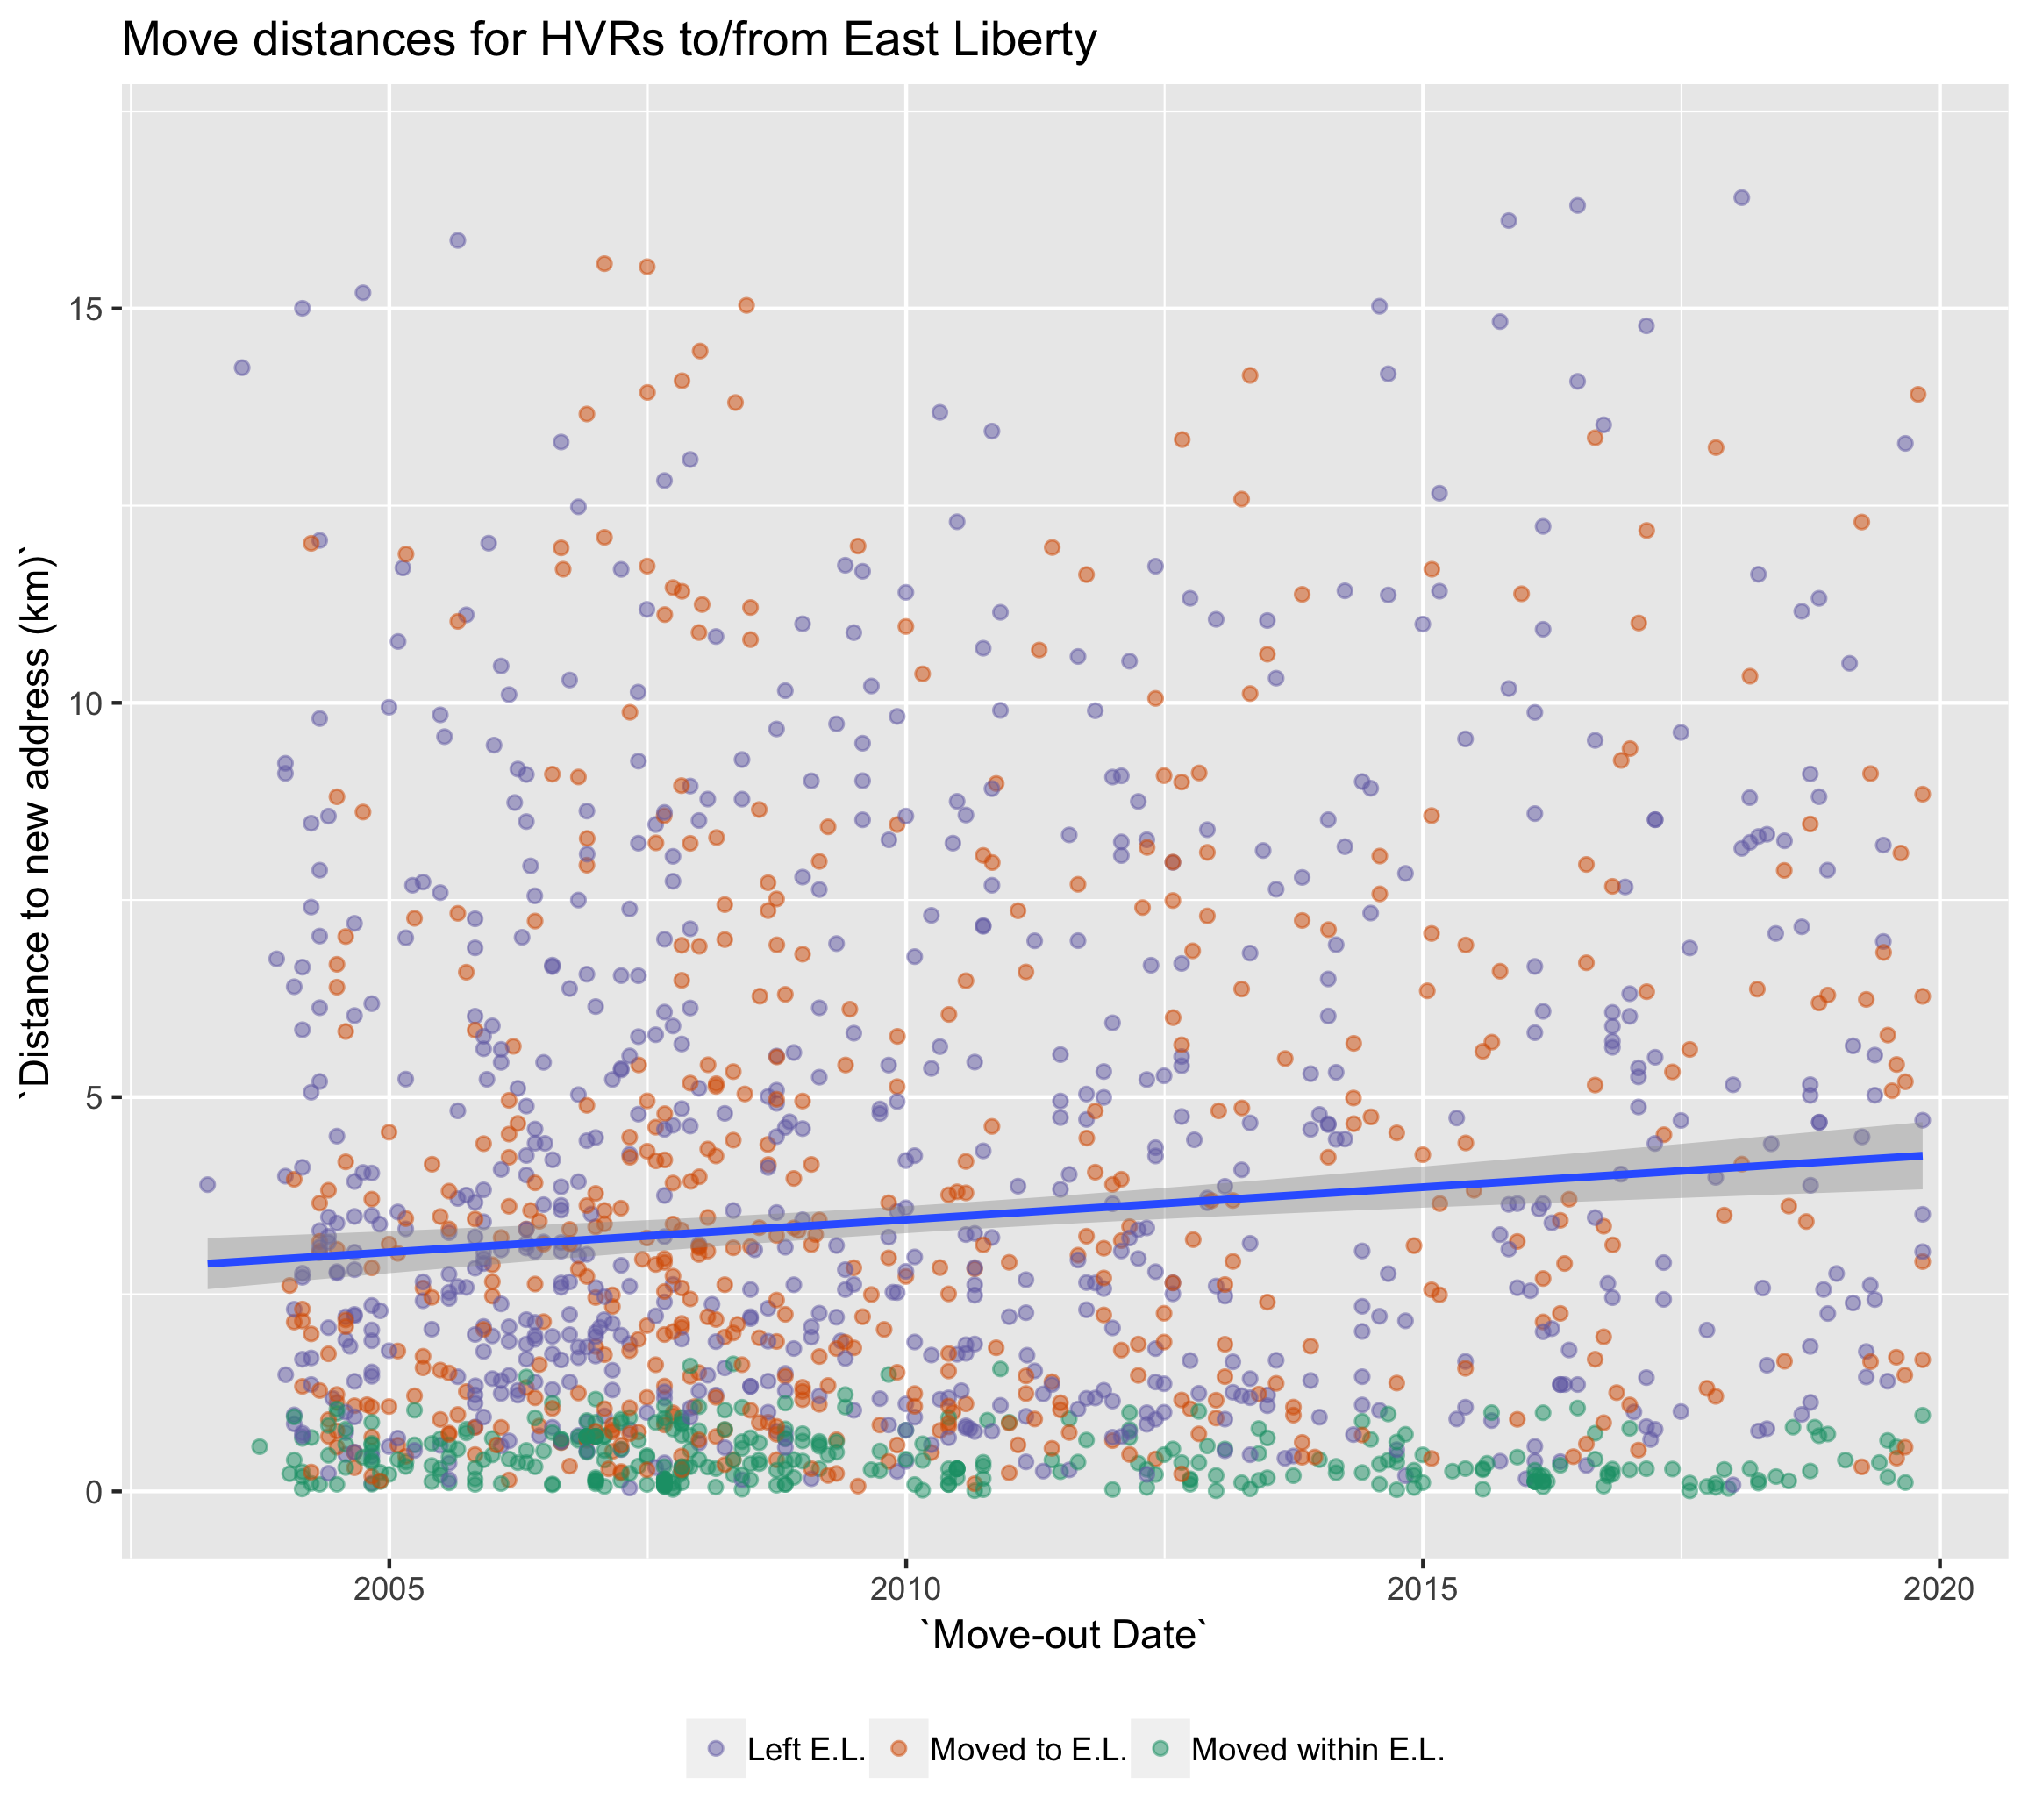 Move distances for HVRs to/from East Liberty
`Distance to new address (km)`
15
10
5
0
2005 2010 2015 2020
`Move-out Date`
Left E.L. Moved to E.L. Moved within E.L.